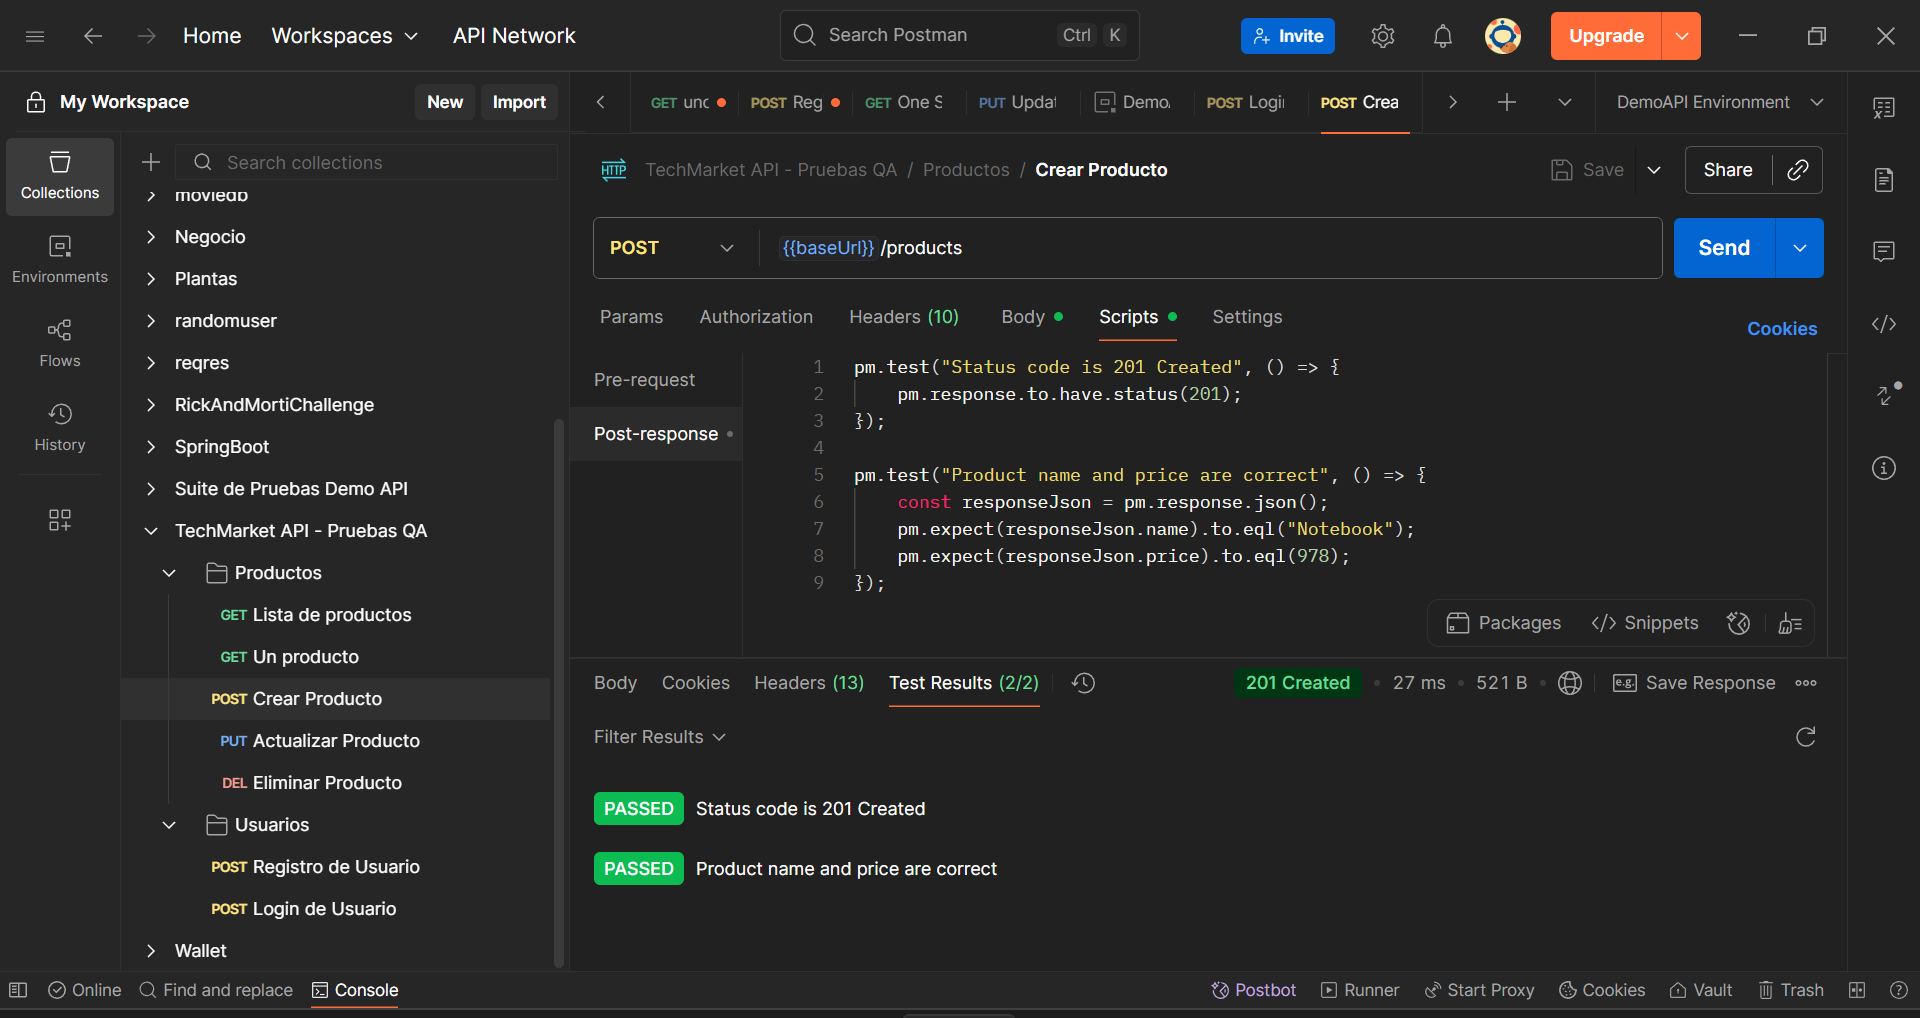 Home Workspaces API Network
Search Postman Ctrl K
Invite
Upgrade
My Workspace
New Import
GET und
POST Reg
GET One S
PUT Updat
Demo
POST Logi
POST Crea
DemoAPI Environment
Collections
Environments
Flows
History
Search collections
moviedb
Negocio
Plantas
randomuser
reqres
RickAndMortiChallenge
SpringBoot
Suite de Pruebas Demo API
TechMarket API - Pruebas QA
Productos
GET Lista de productos
GET Un producto
POST Crear Producto
PUT Actualizar Producto
DEL Eliminar Producto
Usuarios
POST Registro de Usuario
POST Login de Usuario
Wallet
HTTP TechMarket API - Pruebas QA / Productos / Crear Producto
Save
Share
POST {{baseUrl}} /products
Send
Params Authorization Headers (10) Body Scripts Settings
Cookies
Pre-request
Post-response
1 pm.test("Status code is 201 Created", () => {
2 pm.response.to.have.status(201);
3 });
4
5 pm.test("Product name and price are correct", () => {
6 const responseJson = pm.response.json();
7 pm.expect(responseJson.name).to.eql("Notebook");
8 pm.expect(responseJson.price).to.eql(978);
9 });
Packages </> Snippets
Body Cookies Headers (13) Test Results (2/2)
201 Created • 27 ms • 521 B • e.g. Save Response
Filter Results
PASSED Status code is 201 Created
PASSED Product name and price are correct
Online Find and replace Console
Postbot Runner Start Proxy Cookies Vault Trash